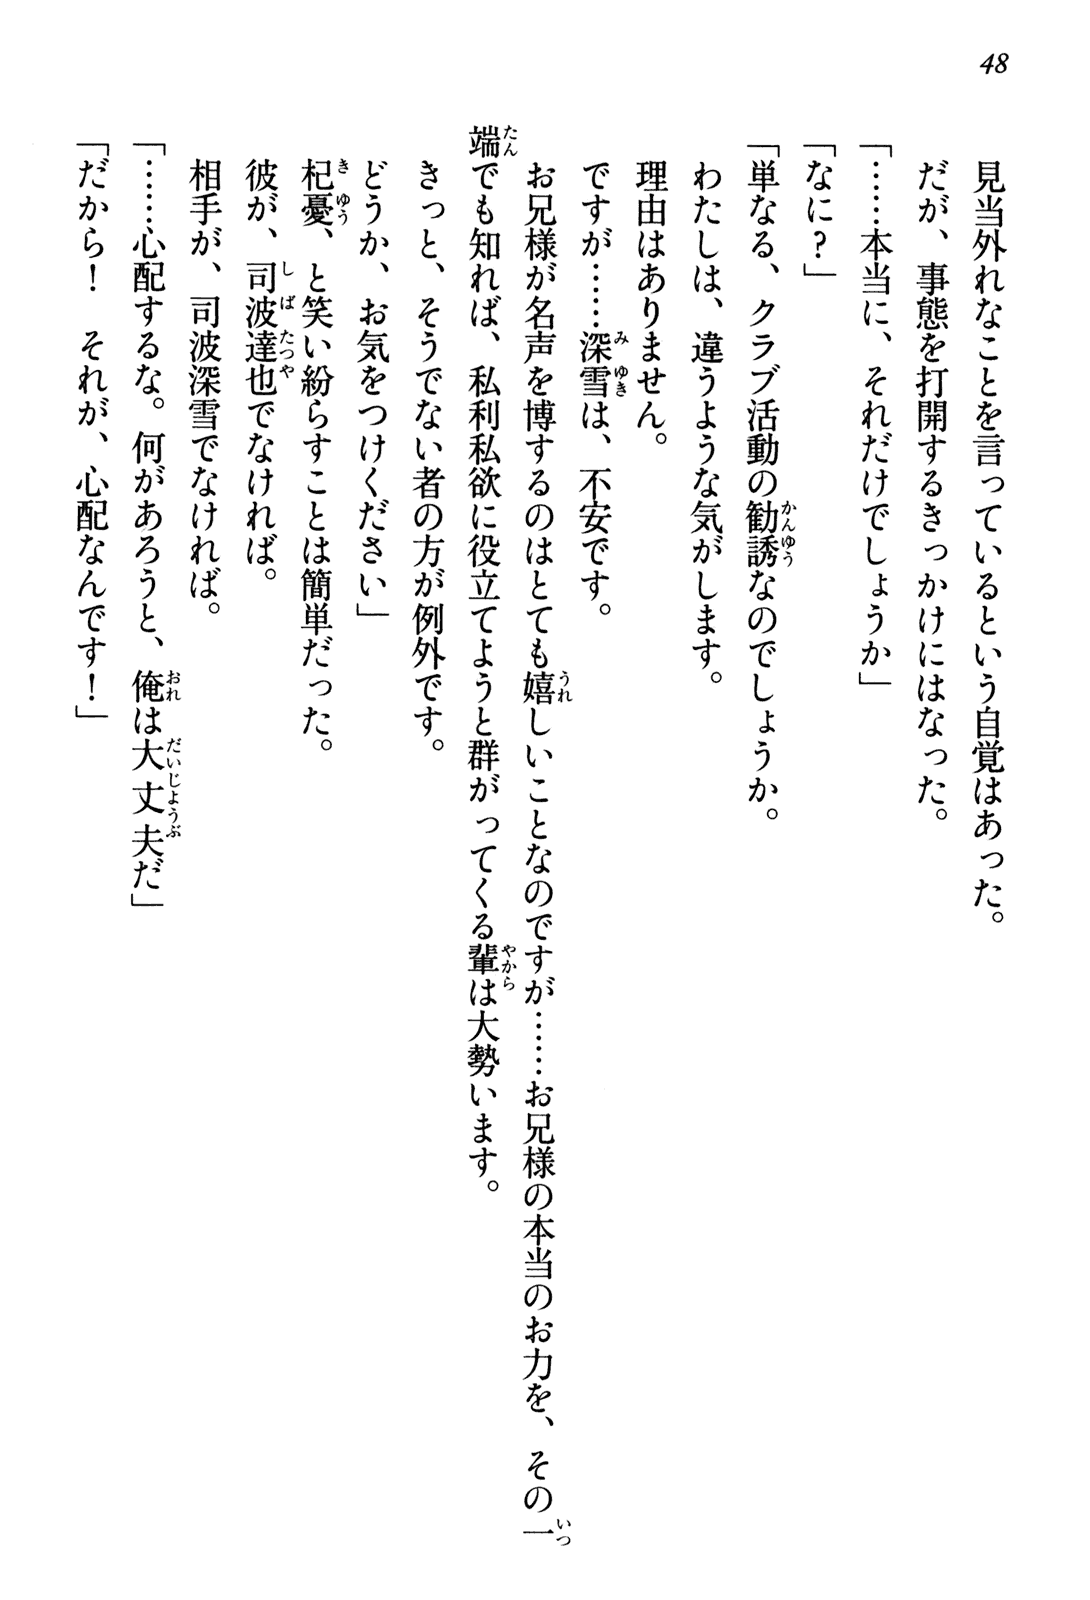 48
見当外れなことを言っているという自覚はあった。
だが、事態を打開するきっかけにはなった。
「……本当に、それだけでしょうか」
「なに？」
「単なる、クラブ活動の勧誘なのでしょうか。
わたしは、違うような気がします。
理由はありません。
ですが……深雪は、不安です。
お兄様が名声を博するのはとても嬉しいことなのですが……お兄様の本当のお力を、その一
端でも知れば、私利私欲に役立てようと群がってくる輩は大勢います。
きっと、そうでない者の方が例外です。
どうか、お気をつけください」
杞憂、と笑い紛らすことは簡単だった。
彼が、司波達也でなければ。
相手が、司波深雪でなければ。
「……心配するな。何があろうと、俺は大丈夫だ」
「だから！　それが、心配なんです！」